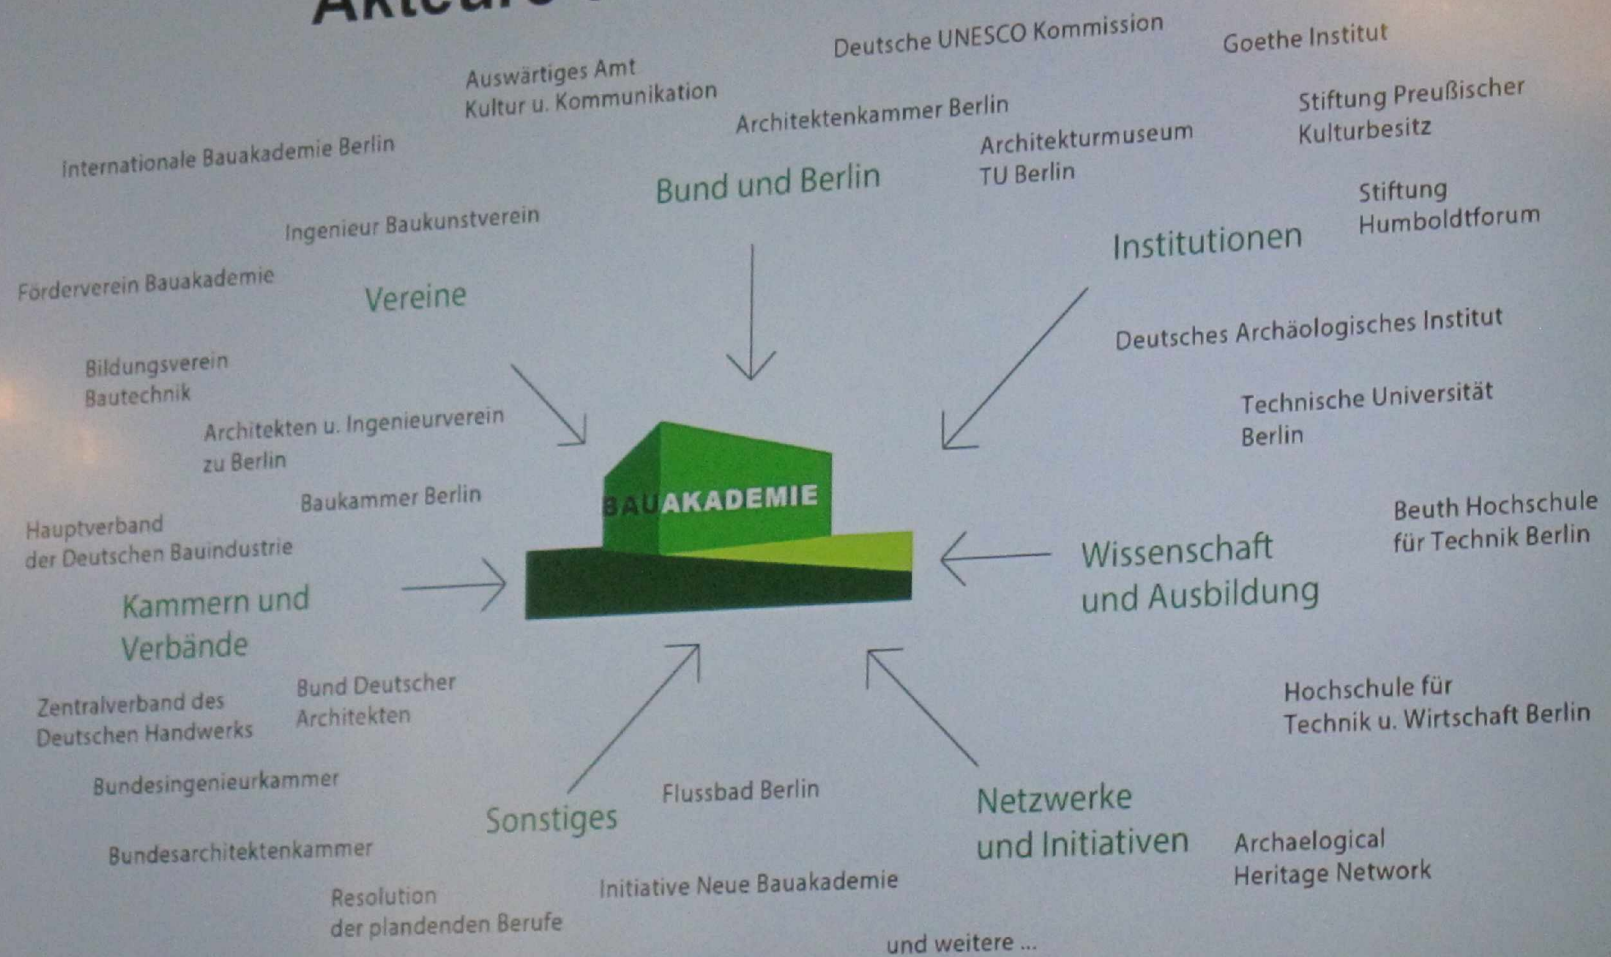 Akteure
Deutsche UNESCO Kommission
Goethe Institut
Auswärtiges Amt
Kultur u. Kommunikation
Stiftung Preußischer
Kulturbesitz
Architektenkammer Berlin
Architekturmuseum
TU Berlin
Internationale Bauakademie Berlin
Bund und Berlin
Stiftung
Humboldtforum
Ingenieur Baukunstverein
Institutionen
Förderverein Bauakademie
Vereine
Deutsches Archäologisches Institut
Bildungsverein
Bautechnik
Technische Universität
Berlin
Architekten u. Ingenieurverein
zu Berlin
Baukammer Berlin
BAUAKADEMIE
Hauptverband
der Deutschen Bauindustrie
Beuth Hochschule
für Technik Berlin
Wissenschaft
und Ausbildung
Kammern und
Verbände
Zentralverband des
Deutschen Handwerks
Bund Deutscher
Architekten
Hochschule für
Technik u. Wirtschaft Berlin
Bundesingenieurkammer
Flussbad Berlin
Sonstiges
Netzwerke
und Initiativen
Bundesarchitektenkammer
Archaelogical
Heritage Network
Resolution
der plandenden Berufe
Initiative Neue Bauakademie
und weitere ...